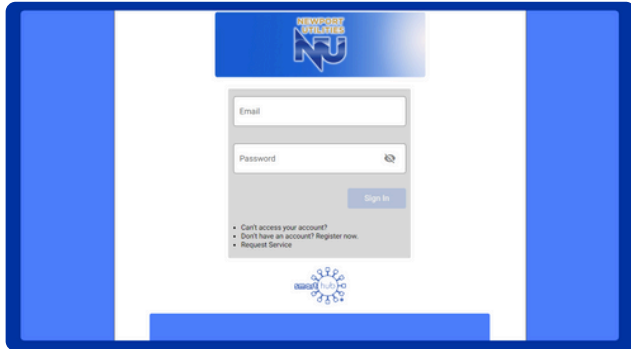 NEWPORT
UTILITIES
NU
Email
Password
Sign In
Can't access your account?
Don't have an account? Register now.
Request Service
smart hub